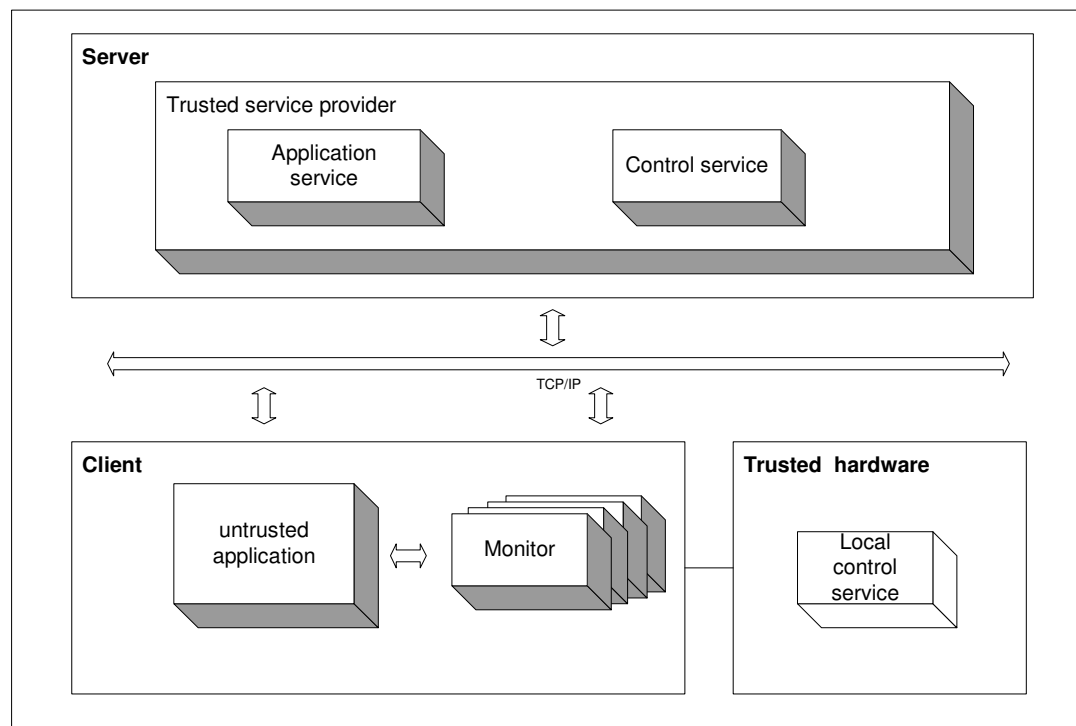 Server
Trusted service provider
Application
service
Control service
TCP/IP
Client
untrusted
application
Monitor
Trusted hardware
Local
control
service